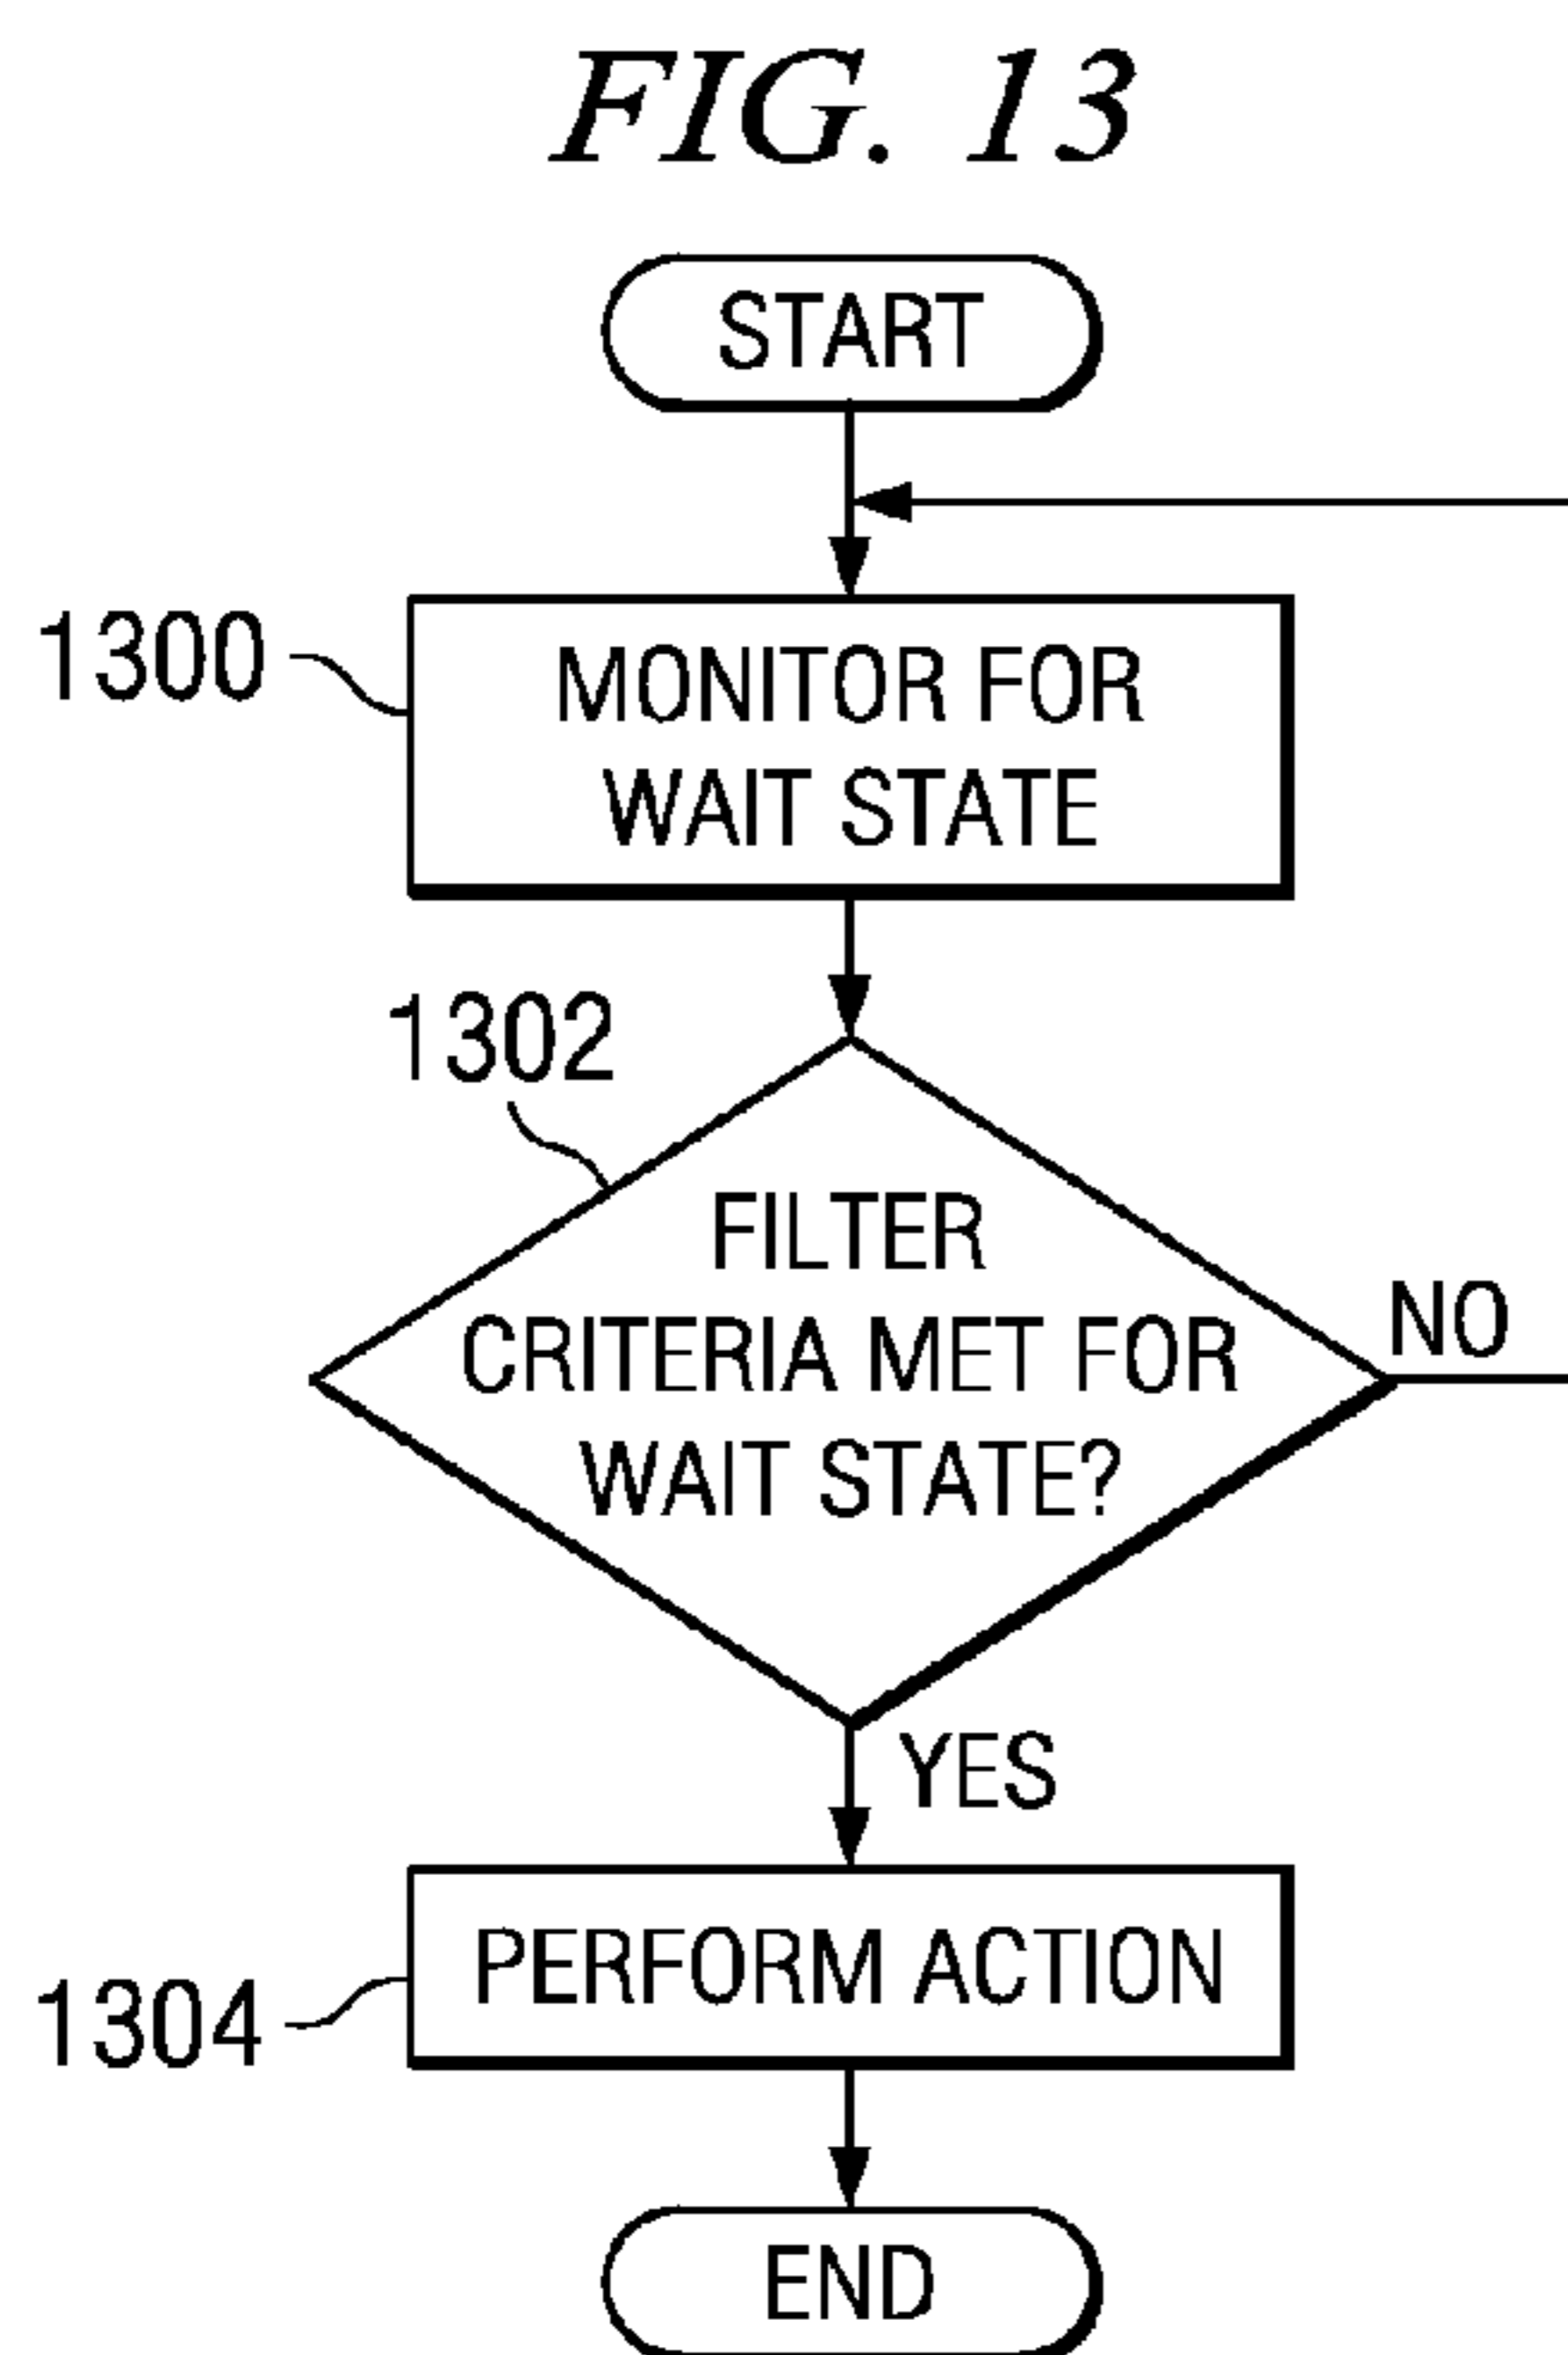 FIG. 13
START
1300
MONITOR FOR
WAIT STATE
1302
FILTER
CRITERIA MET FOR
WAIT STATE?
NO
YES
PERFORM ACTION
1304
END